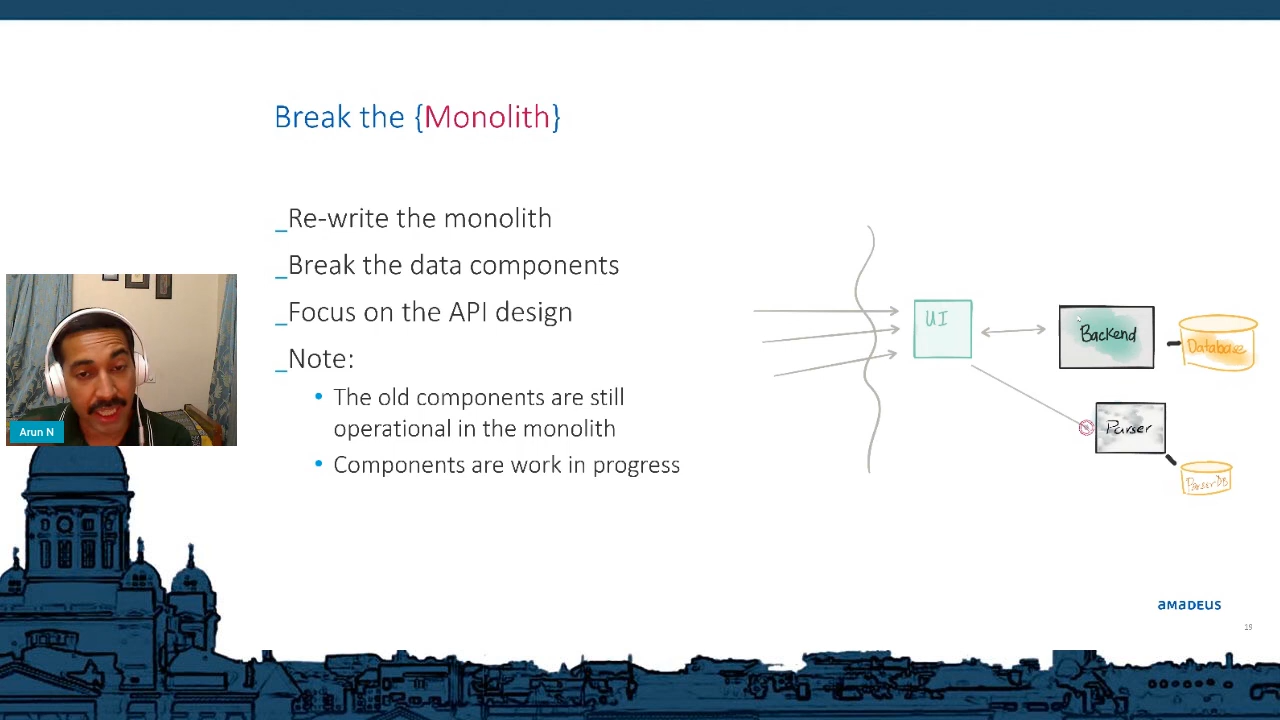 Break the {Monolith}
_Re-write the monolith
_Break the data components
_Focus on the API design
_Note:
• The old components are still
operational in the monolith
• Components are work in progress
Arun N
UI
Backend
Database
Parser
ParserDB
amadeus
19